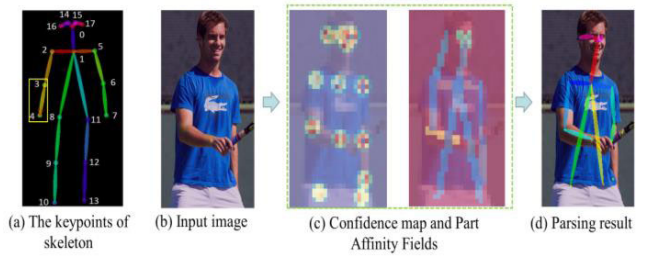 14 15
16 17
0
2 5
1
3 6
4 8 11 7
9 12
10 13
(a) The keypoints of
skeleton
(b) Input image
(c) Confidence map and Part
Affinity Fields
(d) Parsing result